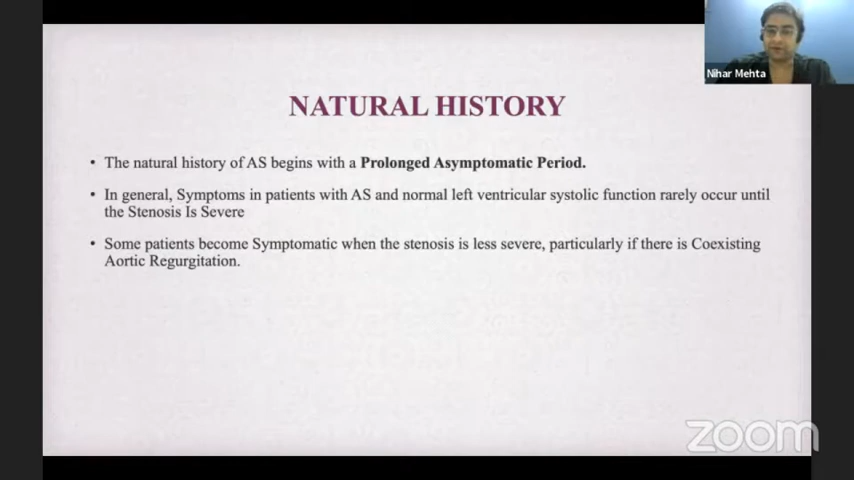 Nihar Mehta
NATURAL HISTORY
• The natural history of AS begins with a Prolonged Asymptomatic Period.
• In general, Symptoms in patients with AS and normal left ventricular systolic function rarely occur until
the Stenosis Is Severe
• Some patients become Symptomatic when the stenosis is less severe, particularly if there is Coexisting
Aortic Regurgitation.
zoom